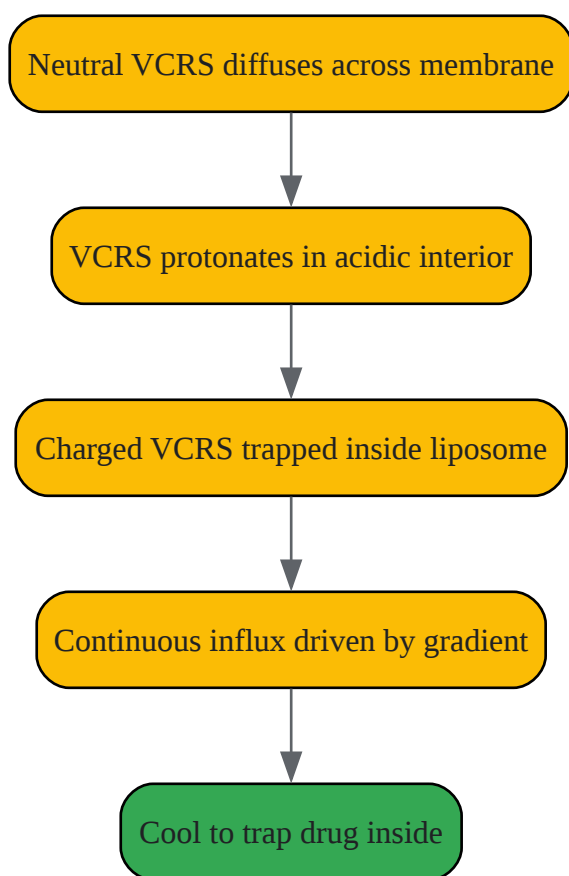 Neutral VCRS diffuses across membrane
VCRS protonates in acidic interior
Charged VCRS trapped inside liposome
Continuous influx driven by gradient
Cool to trap drug inside